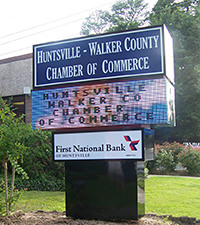 HUNTSVILLE - WALKER COUNTY
CHAMBER OF COMMERCE
HUNTSVILLE
WALKER CO
CHAMBER
OF COMMERCE
First National Bank
OF HUNTSVILLE